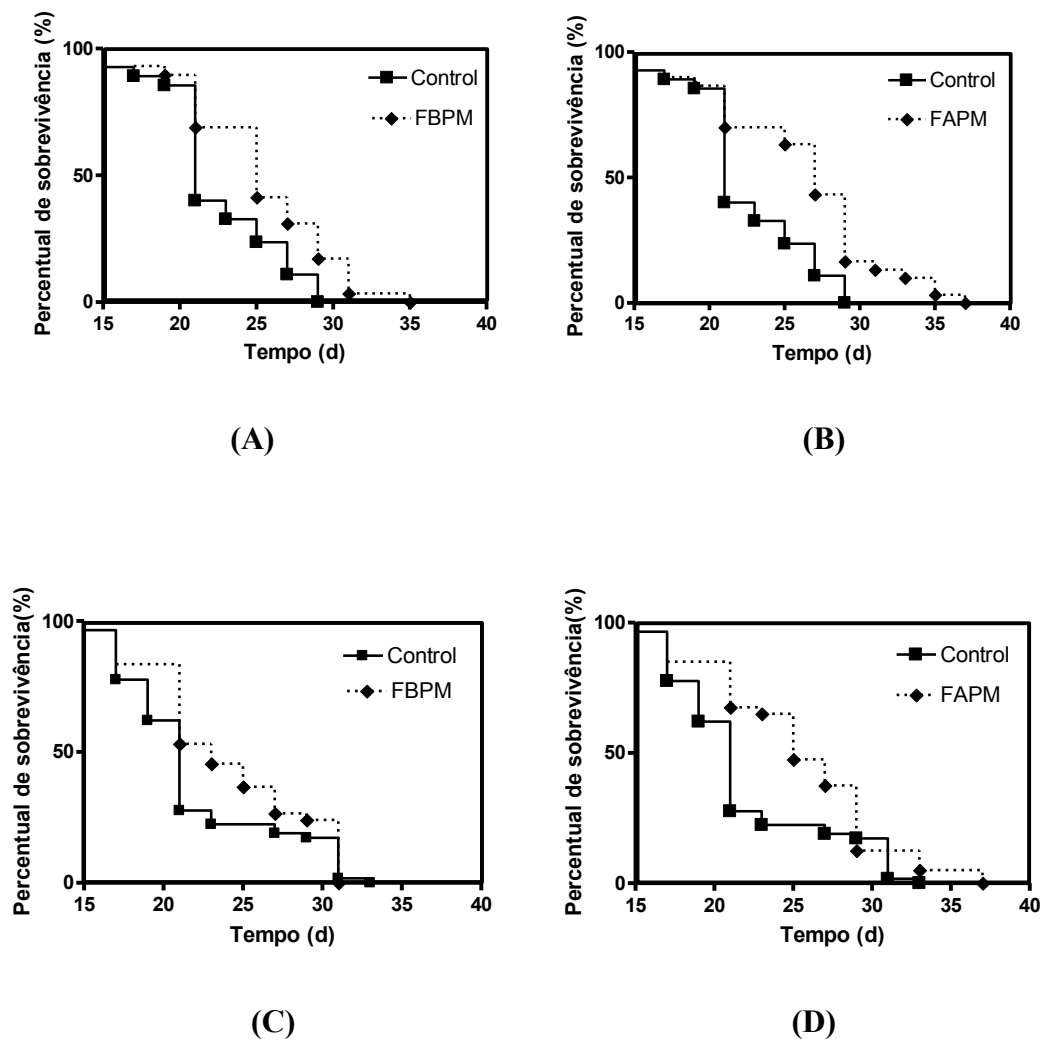 Percentual de sobrevivência (%)
100
50
0
Control
FBPM
15 20 25 30 35 40
Tempo (d)
(A)
Percentual de sobrevivência (%)
100
50
0
Control
FAPM
15 20 25 30 35 40
Tempo (d)
(B)
Percentual de sobrevivência(%)
100
50
0
Control
FBPM
15 20 25 30 35 40
Tempo (d)
(C)
Percentual de sobrevivência(%)
100
50
0
Control
FAPM
15 20 25 30 35 40
Tempo (d)
(D)